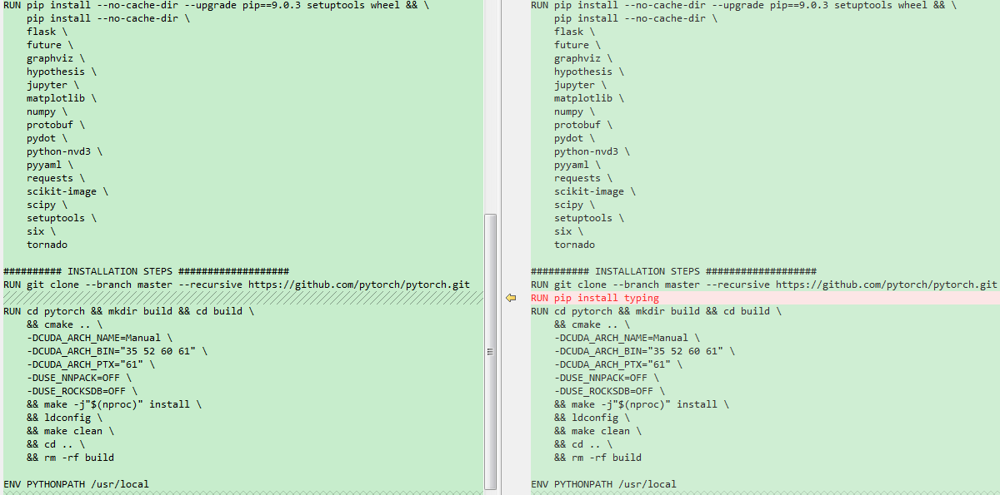 RUN pip install --no-cache-dir --upgrade pip==9.0.3 setuptools wheel && \
    pip install --no-cache-dir \
    flask \
    future \
    graphviz \
    hypothesis \
    jupyter \
    matplotlib \
    numpy \
    protobuf \
    pydot \
    python-nvd3 \
    pyyaml \
    requests \
    scikit-image \
    scipy \
    setuptools \
    six \
    tornado
########## INSTALLATION STEPS ###################
RUN git clone --branch master --recursive https://github.com/pytorch/pytorch.git
RUN cd pytorch && mkdir build && cd build \
    && cmake .. \
    -DCUDA_ARCH_NAME=Manual \
    -DCUDA_ARCH_BIN="35 52 60 61" \
    -DCUDA_ARCH_PTX="61" \
    -DUSE_NNPACK=OFF \
    -DUSE_ROCKSDB=OFF \
    && make -j"$(nproc)" install \
    && ldconfig \
    && make clean \
    && cd .. \
    && rm -rf build
ENV PYTHONPATH /usr/local
RUN pip install --no-cache-dir --upgrade pip==9.0.3 setuptools wheel && \
    pip install --no-cache-dir \
    flask \
    future \
    graphviz \
    hypothesis \
    jupyter \
    matplotlib \
    numpy \
    protobuf \
    pydot \
    python-nvd3 \
    pyyaml \
    requests \
    scikit-image \
    scipy \
    setuptools \
    six \
    tornado
########## INSTALLATION STEPS ###################
RUN git clone --branch master --recursive https://github.com/pytorch/pytorch.git
RUN pip install typing
RUN cd pytorch && mkdir build && cd build \
    && cmake .. \
    -DCUDA_ARCH_NAME=Manual \
    -DCUDA_ARCH_BIN="35 52 60 61" \
    -DCUDA_ARCH_PTX="61" \
    -DUSE_NNPACK=OFF \
    -DUSE_ROCKSDB=OFF \
    && make -j"$(nproc)" install \
    && ldconfig \
    && make clean \
    && cd .. \
    && rm -rf build
ENV PYTHONPATH /usr/local